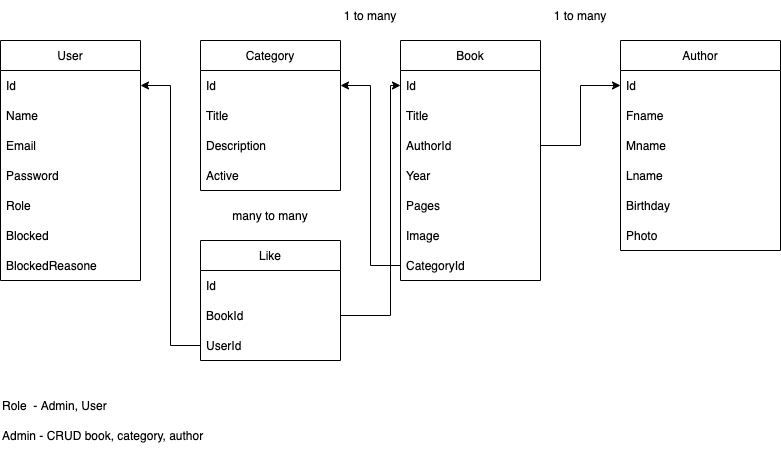 1 to many
1 to many
User
Id
Name
Email
Password
Role
Blocked
BlockedReasone
Category
Id
Title
Description
Active
many to many
Like
Id
BookId
UserId
Book
Id
Title
AuthorId
Year
Pages
Image
CategoryId
Author
Id
Fname
Mname
Lname
Birthday
Photo
Role  - Admin, User
Admin - CRUD book, category, author